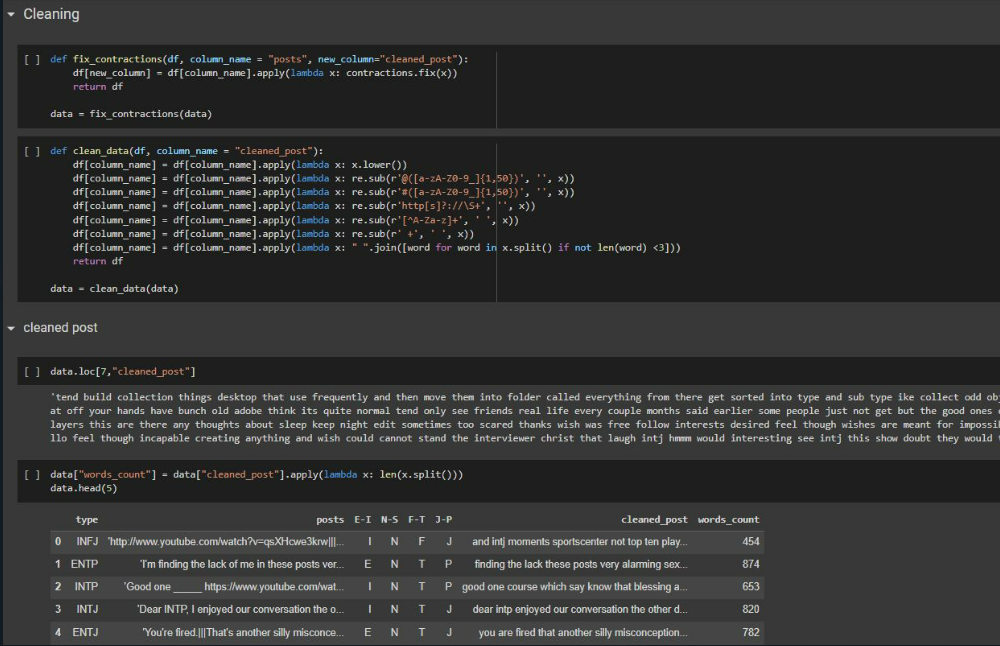 Cleaning
[ ] def fix_contractions(df, column_name = "posts", new_column="cleaned_post"):
df[new_column] = df[column_name].apply(lambda x: contractions.fix(x))
return df
data = fix_contractions(data)
[ ] def clean_data(df, column_name = "cleaned_post"):
df[column_name] = df[column_name].apply(lambda x: x.lower())
df[column_name] = df[column_name].apply(lambda x: re.sub(r'@([a-zA-Z0-9_]{1,50})', '', x))
df[column_name] = df[column_name].apply(lambda x: re.sub(r'#([a-zA-Z0-9_]{1,50})', '', x))
df[column_name] = df[column_name].apply(lambda x: re.sub(r'http[s]?://\S+', '', x))
df[column_name] = df[column_name].apply(lambda x: re.sub(r'[^A-Za-z]+', ' ', x))
df[column_name] = df[column_name].apply(lambda x: re.sub(r' +', ' ', x))
df[column_name] = df[column_name].apply(lambda x: " ".join([word for word in x.split() if not len(word) <3]))
return df
data = clean_data(data)
cleaned post
[ ] data.loc[7,"cleaned_post"]
'tend build collection things desktop that use frequently and then move them into folder called everything from there get sorted into type and sub type ike collect odd obj
at off your hands have bunch old adobe think its quite normal tend only see friends real life every couple months said earlier some people just not get but the good ones
layers this are there any thoughts about sleep keep night edit sometimes too scared thanks wish was free follow interests desired feel though wishes are meant for impossi
llo feel though incapable creating anything and wish could cannot stand the interviewer christ that laugh intj hmmm would interesting see intj this show doubt they would
[ ] data["words_count"] = data["cleaned_post"].apply(lambda x: len(x.split()))
data.head(5)
type posts E-I N-S F-T J-P cleaned_post words_count
0 INFJ 'http://www.youtube.com/watch?v=qsXHcwe3krw|||... I N F J and intj moments sportscenter not top ten play... 454
1 ENTP 'I'm finding the lack of me in these posts ver... E N T P finding the lack these posts very alarming sex... 874
2 INTP 'Good one _____ https://www.youtube.com/wat... I N T P good one course which say know that blessing a... 653
3 INTJ 'Dear INTP, I enjoyed our conversation the o... I N T J dear intp enjoyed our conversation the other d... 820
4 ENTJ 'You're fired.|||That's another silly misconce... E N T J you are fired that another silly misconception... 782